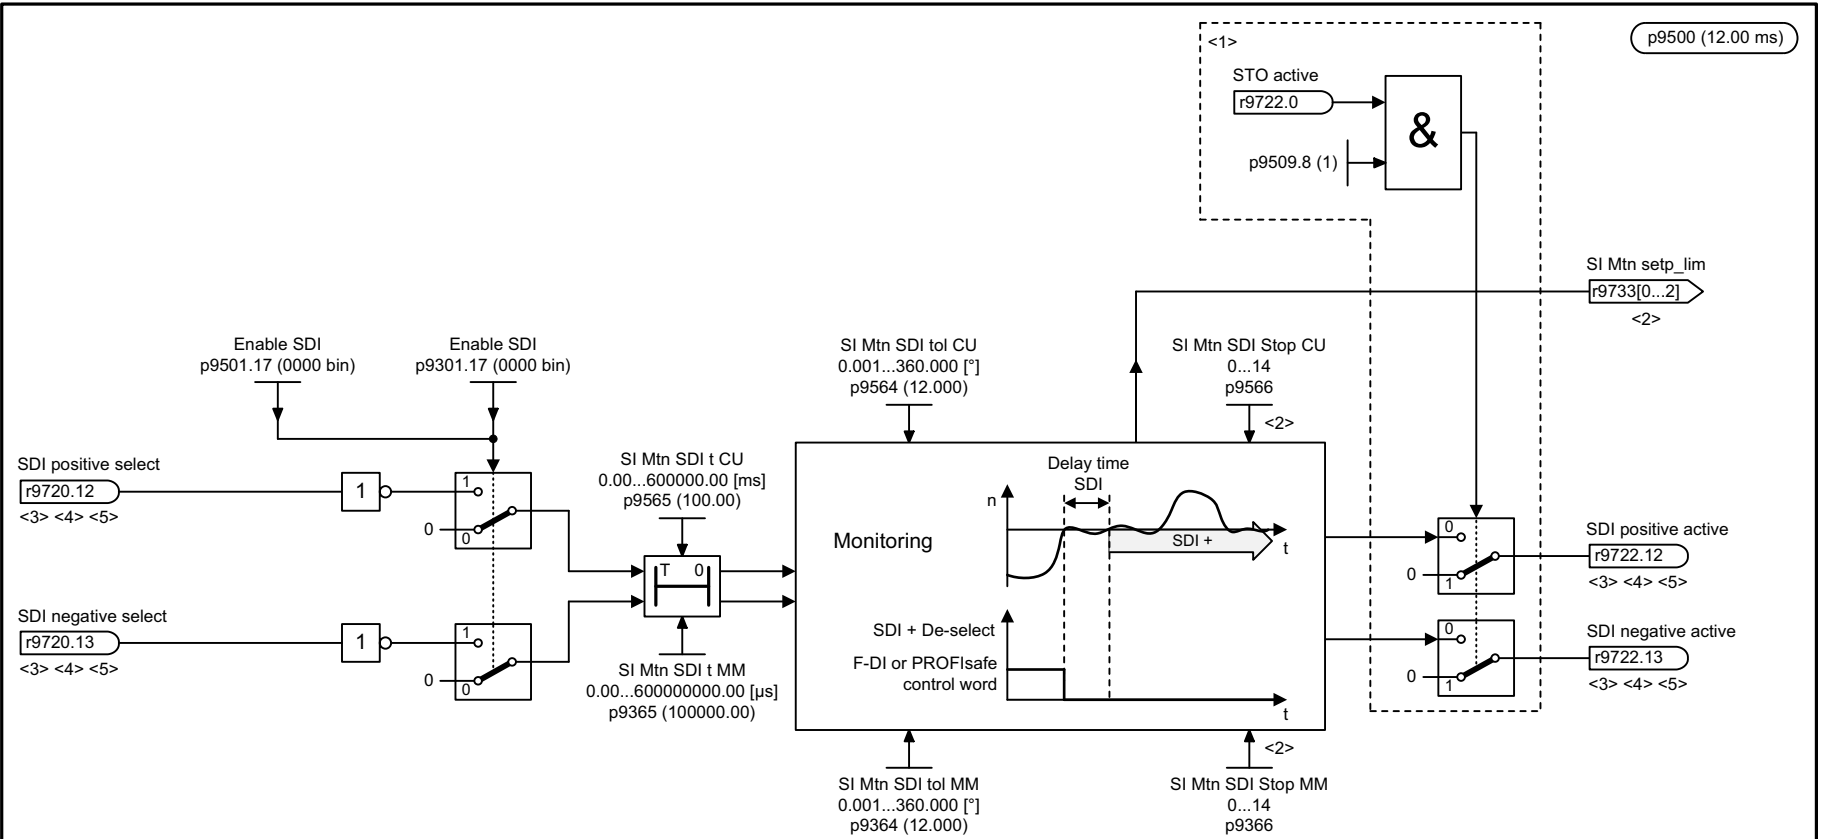 <1>
p9500 (12.00 ms)
STO active
r9722.0
&
p9509.8 (1)
SI Mtn setp_lim
r9733[0...2]
<2>
Enable SDI
p9501.17 (0000 bin)
Enable SDI
p9301.17 (0000 bin)
SI Mtn SDI tol CU
0.001...360.000 [°]
p9564 (12.000)
SI Mtn SDI Stop CU
0...14
p9566
<2>
SDI positive select
r9720.12
<3> <4> <5>
1
1
0
0
SI Mtn SDI t CU
0.00...600000.00 [ms]
p9565 (100.00)
T 0
SI Mtn SDI t MM
0.00...600000000.00 [µs]
p9365 (100000.00)
SDI negative select
r9720.13
<3> <4> <5>
1
1
0
0
Monitoring
Delay time
SDI
n
SDI +
t
SDI + De-select
F-DI or PROFIsafe
control word
t
0
0
1
SDI positive active
r9722.12
<3> <4> <5>
0
0
1
SDI negative active
r9722.13
<3> <4> <5>
SI Mtn SDI tol MM
0.001...360.000 [°]
p9364 (12.000)
<2>
SI Mtn SDI Stop MM
0...14
p9366